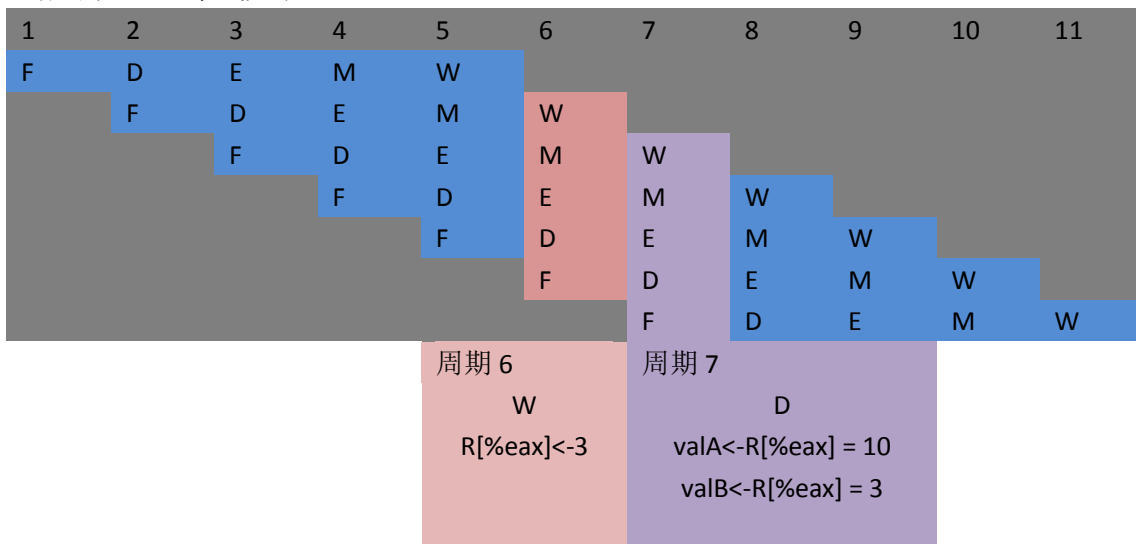 1 2 3 4 5 6 7 8 9 10 11
F D E M W
F D E M W
F D E M W
F D E M W
F D E M W
F D E M W
F D E M W
周期 6 周期 7
W D
R[%eax]<-3 valA<-R[%eax] = 10
valB<-R[%eax] = 3